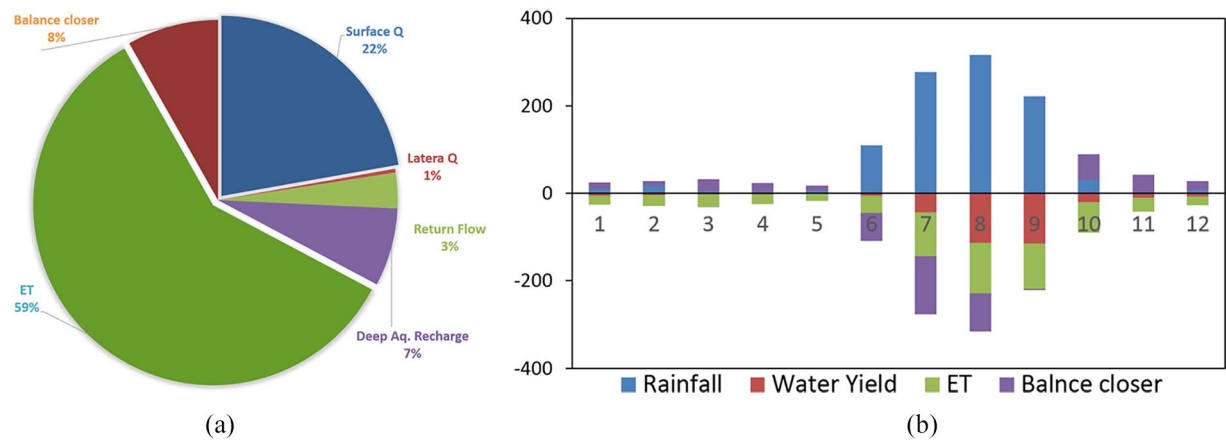 Balance closer
8%
Surface Q
22%
Latera Q
1%
Return Flow
3%
Deep Aq. Recharge
7%
ET
59%
(a)
400
200
0
-200
-400
1 2 3 4 5 6 7 8 9 10 11 12
Rainfall Water Yield ET Balnce closer
(b)